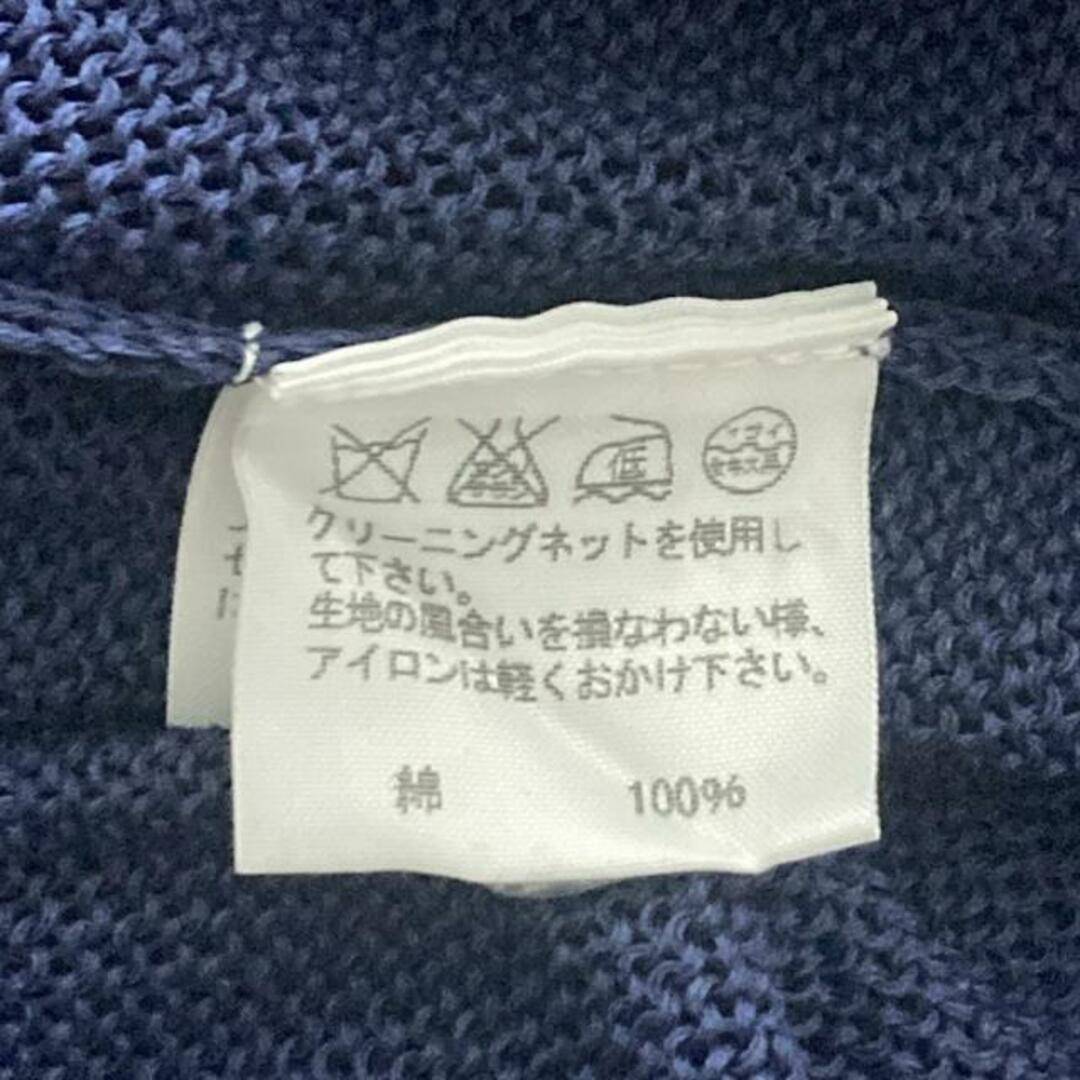 低
クリーニングネットを使用し
て下さい。
生地の風合いを損なわない様、
アイロンは軽くおかけ下さい。
綿 100%